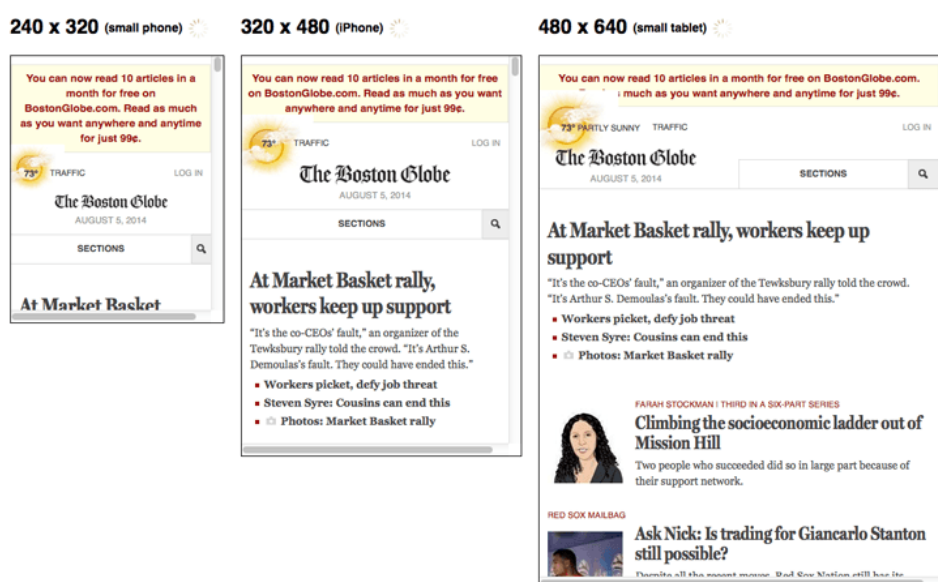 240 x 320 (small phone)
You can now read 10 articles in a
month for free on
BostonGlobe.com. Read as much
as you want anywhere and anytime
for just 99¢.
73° TRAFFIC LOG IN
The Boston Globe
AUGUST 5, 2014
SECTIONS
At Market Basket
320 x 480 (iPhone)
You can now read 10 articles in a month for free
on BostonGlobe.com. Read as much as you want
anywhere and anytime for just 99¢.
73° TRAFFIC LOG IN
The Boston Globe
AUGUST 5, 2014
SECTIONS
At Market Basket rally,
workers keep up support
“It’s the co-CEOs’ fault,” an organizer of the
Tewksbury rally told the crowd. “It’s Arthur S.
Demoulas’s fault. They could have ended this.”
Workers picket, defy job threat
Steven Syre: Cousins can end this
Photos: Market Basket rally
480 x 640 (small tablet)
You can now read 10 articles in a month for free on BostonGlobe.com.
much as you want anywhere and anytime for just 99¢.
73° PARTLY SUNNY TRAFFIC LOG IN
The Boston Globe
AUGUST 5, 2014
SECTIONS
At Market Basket rally, workers keep up
support
“It’s the co-CEOs’ fault,” an organizer of the Tewksbury rally told the crowd.
“It’s Arthur S. Demoulas’s fault. They could have ended this.”
Workers picket, defy job threat
Steven Syre: Cousins can end this
Photos: Market Basket rally
FARAH STOCKMAN | THIRD IN A SIX-PART SERIES
Climbing the socioeconomic ladder out of
Mission Hill
Two people who succeeded did so in large part because of
their support network.
RED SOX MAILBAG
Ask Nick: Is trading for Giancarlo Stanton
still possible?
Despite all the recent moves, Red Sox Nation still has its